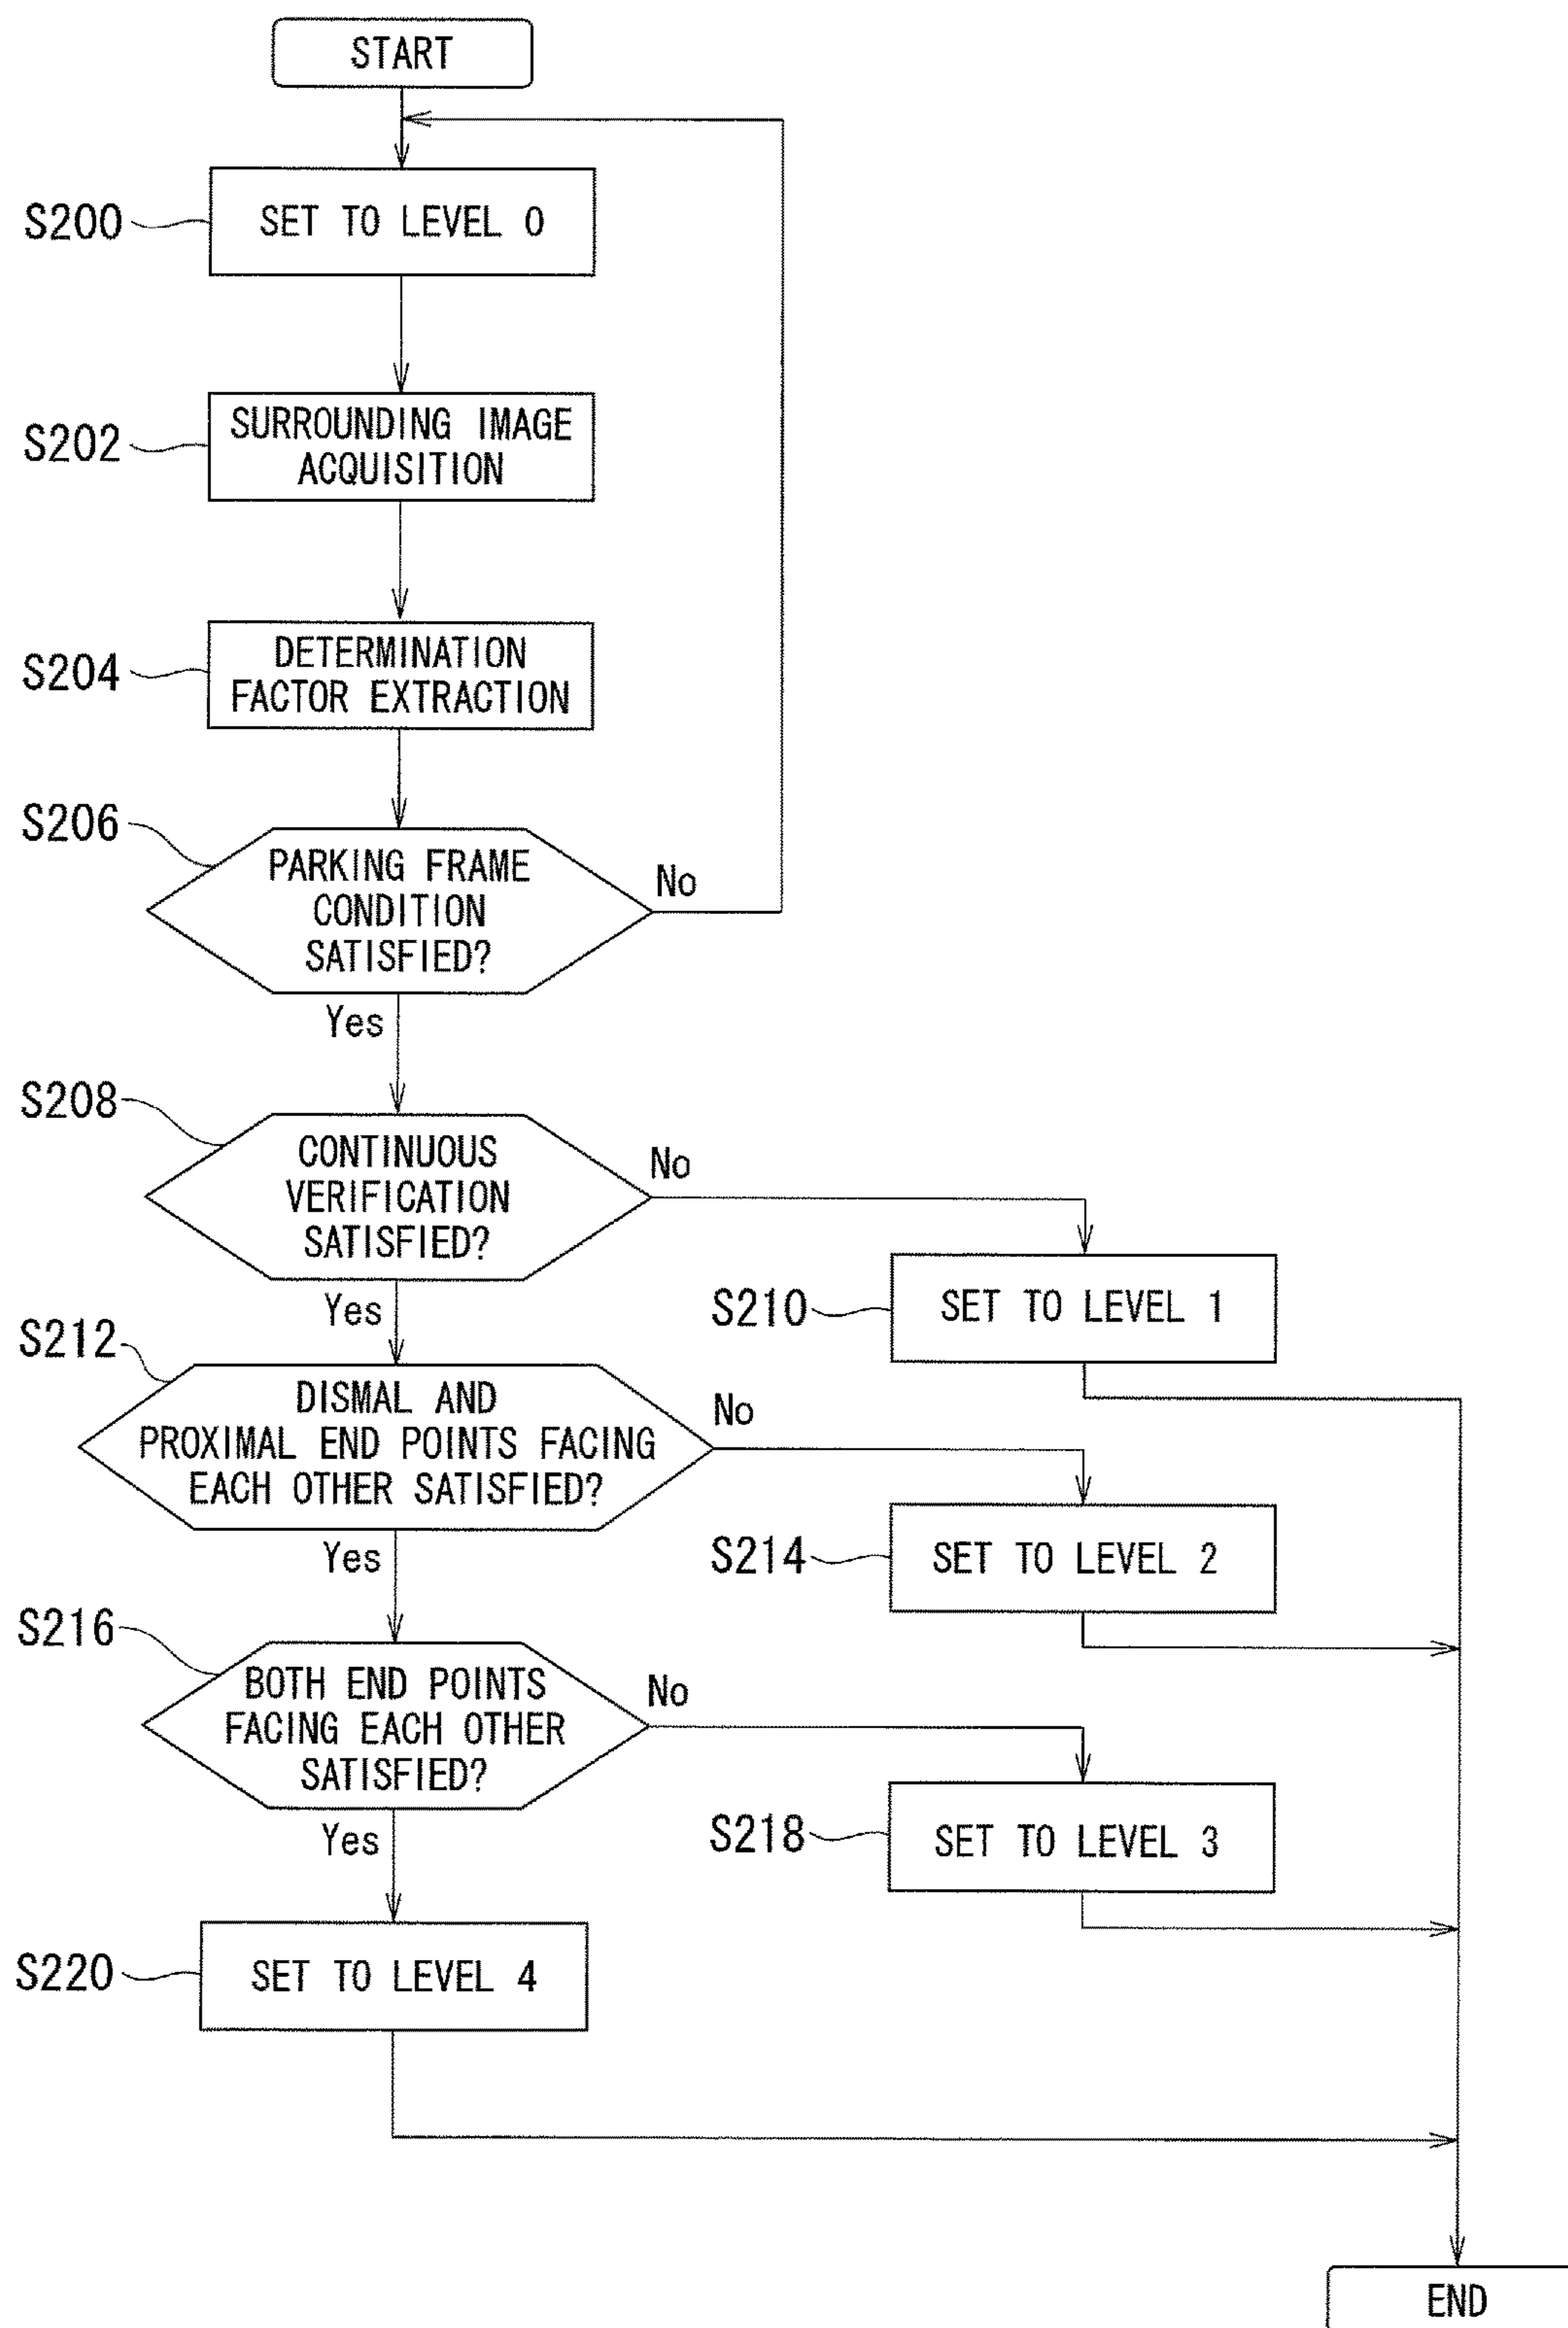 START
S200
SET TO LEVEL 0
S202
SURROUNDING IMAGE
ACQUISITION
S204
DETERMINATION
FACTOR EXTRACTION
S206
PARKING FRAME
CONDITION
SATISFIED?
No
Yes
S208
CONTINUOUS
VERIFICATION
SATISFIED?
No
Yes
S210
SET TO LEVEL 1
S212
DISMAL AND
PROXIMAL END POINTS FACING
EACH OTHER SATISFIED?
No
Yes
S214
SET TO LEVEL 2
S216
BOTH END POINTS
FACING EACH OTHER
SATISFIED?
No
Yes
S218
SET TO LEVEL 3
S220
SET TO LEVEL 4
END